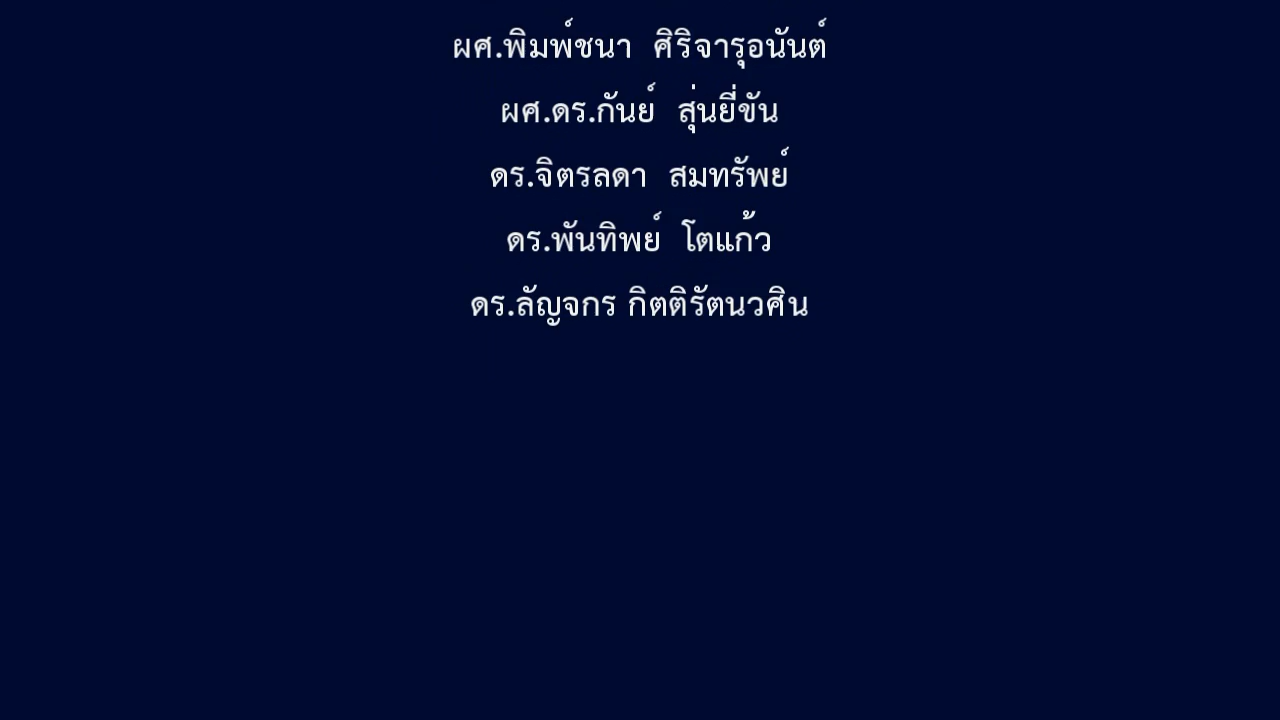 ผศ.พิมพ์ชนา  ศิริจารุอนันต์
ผศ.ดร.กันย์  สุ่นยี่ขัน
ดร.จิตรลดา  สมทรัพย์
ดร.พันทิพย์  โตแก้ว
ดร.ลัญจกร กิตติรัตนวศิน